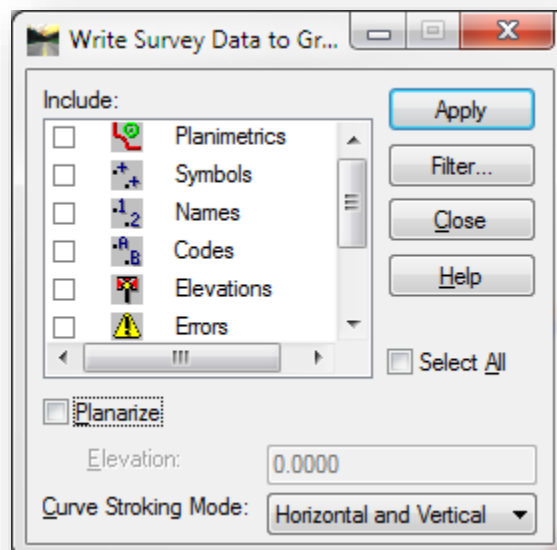 Write Survey Data to Gr...
Include:
Planimetrics
Symbols
Names
Codes
Elevations
Errors
Apply
Filter...
Close
Help
Select All
Planarize
Elevation: 0.0000
Curve Stroking Mode: Horizontal and Vertical